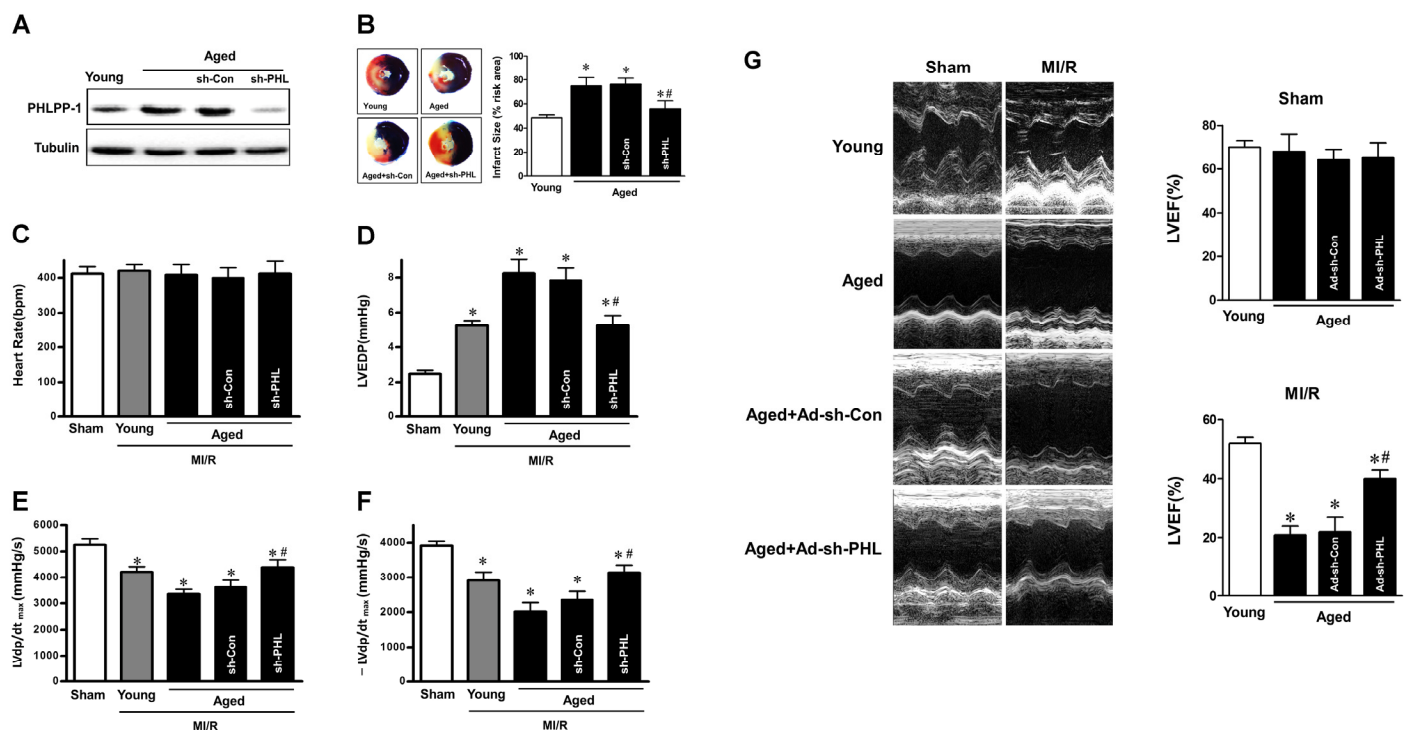 A
Aged
Young sh-Con sh-PHL
PHLPP-1
Tubulin
B
Young
Aged
Aged+sh-Con
Aged+sh-PHL
Infarct Size (% risk area)
100
80
60
40
20
0
* * *#
sh-Con
sh-PHL
Young
Aged
C
Heart Rate(bpm)
400
300
200
100
0
sh-Con
sh-PHL
Sham Young Aged
MI/R
D
LVEDP(mmHg)
8
6
4
2
0
* * * *#
sh-Con
sh-PHL
Sham Young Aged
MI/R
E
LVdp/dt max (mmHg/s)
6000
5000
4000
3000
2000
1000
0
* * * *#
sh-Con
sh-PHL
Sham Young Aged
MI/R
F
– LVdp/dt max (mmHg/s)
4000
3000
2000
1000
0
* * * *#
sh-Con
sh-PHL
Sham Young Aged
MI/R
G
Sham MI/R
Young
Aged
Aged+Ad-sh-Con
Aged+Ad-sh-PHL
Sham
LVEF(%)
80
60
40
20
0
Ad-sh-Con
Ad-sh-PHL
Young
Aged
MI/R
LVEF(%)
60
40
20
0
* * *#
Ad-sh-Con
Ad-sh-PHL
Young
Aged